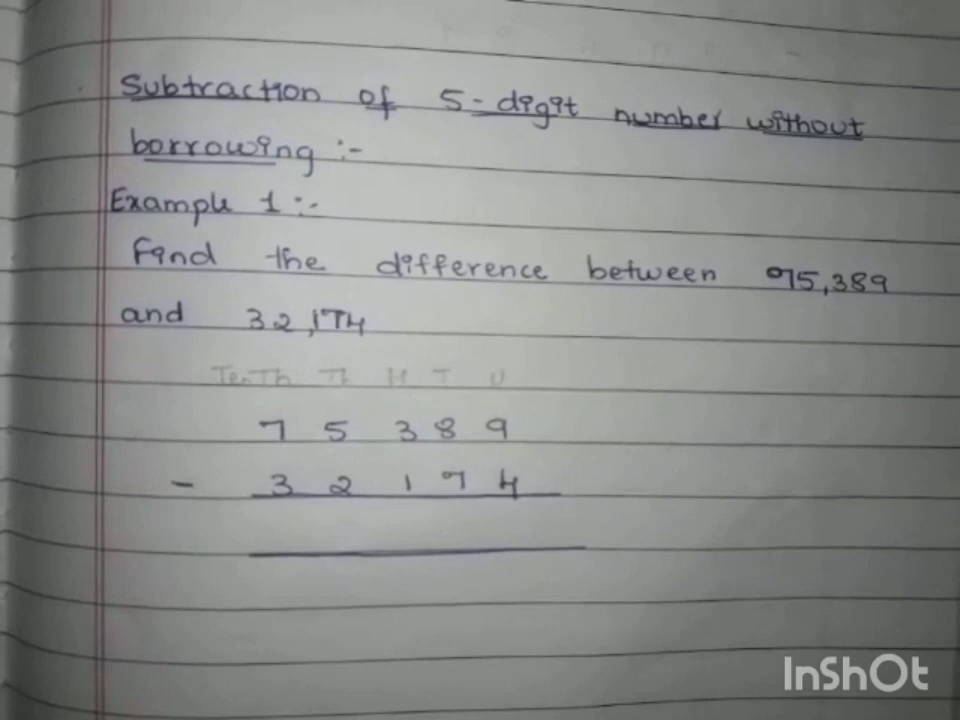 Subtraction of 5-digit number without
borrowing :-
Example 1 :-
Find the difference between 75,389
and 32,174
Ten Th Th H T U
7 5 3 8 9
- 3 2 1 7 4
InShOt